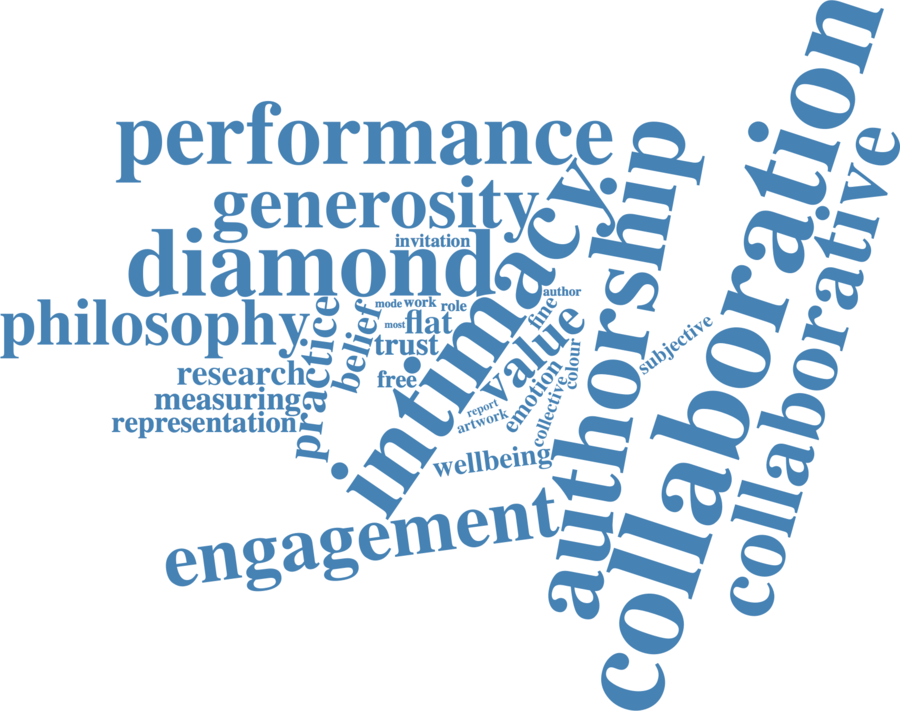 performance
generosity
invitation
diamond
philosophy
practice
belief
mode
work
role
most
flat
trust
free
research
measuring
representation
intimacy
author
fine
value
emotion
colour
collective
report
artwork
wellbeing
engagement
authorship
subjective
collaboration
collaborative